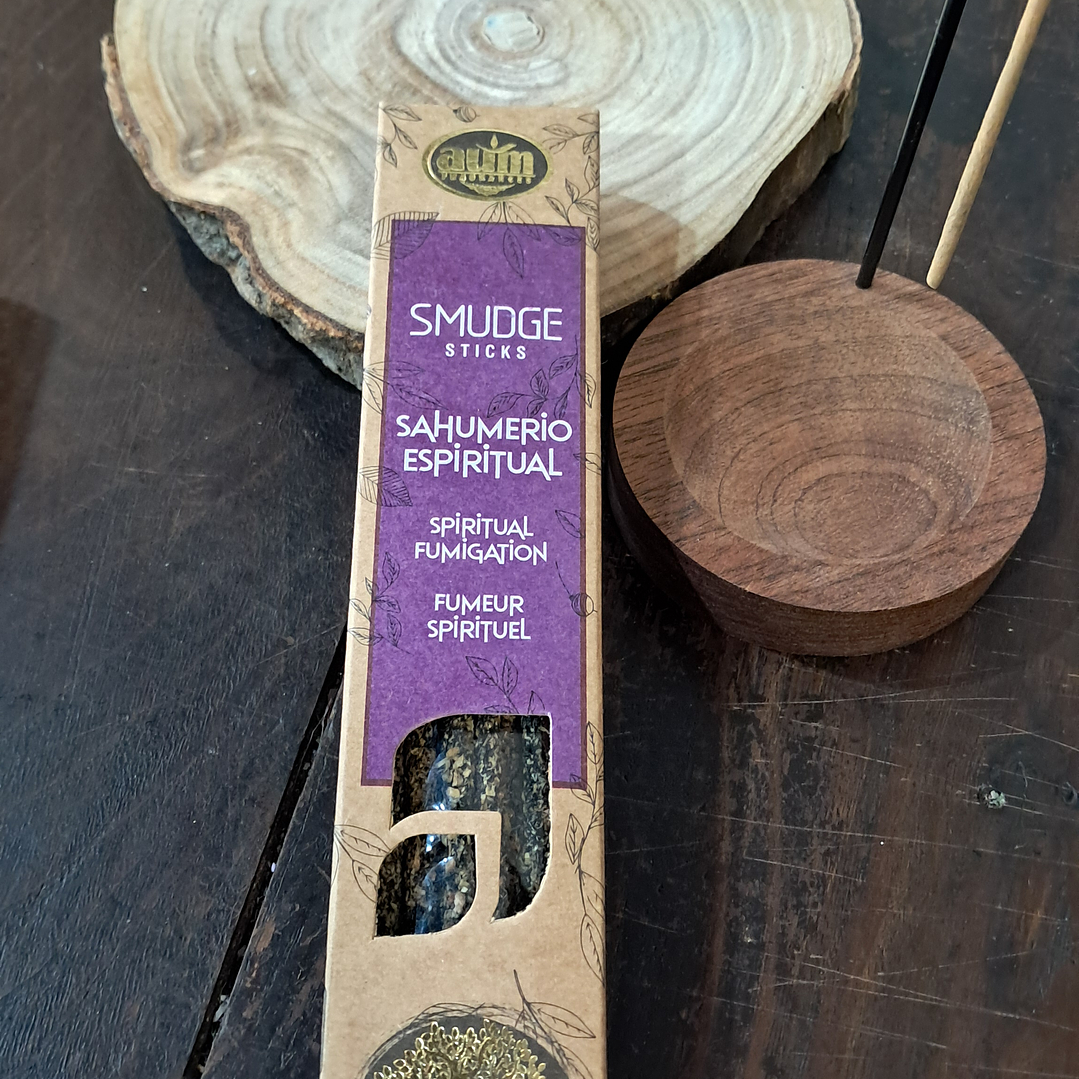 aum
SMUDGE
STICKS
SAHUMERIO
ESPIRITUAL
SPIRITUAL
FUMIGATION
FUMEUR
SPIRITUEL